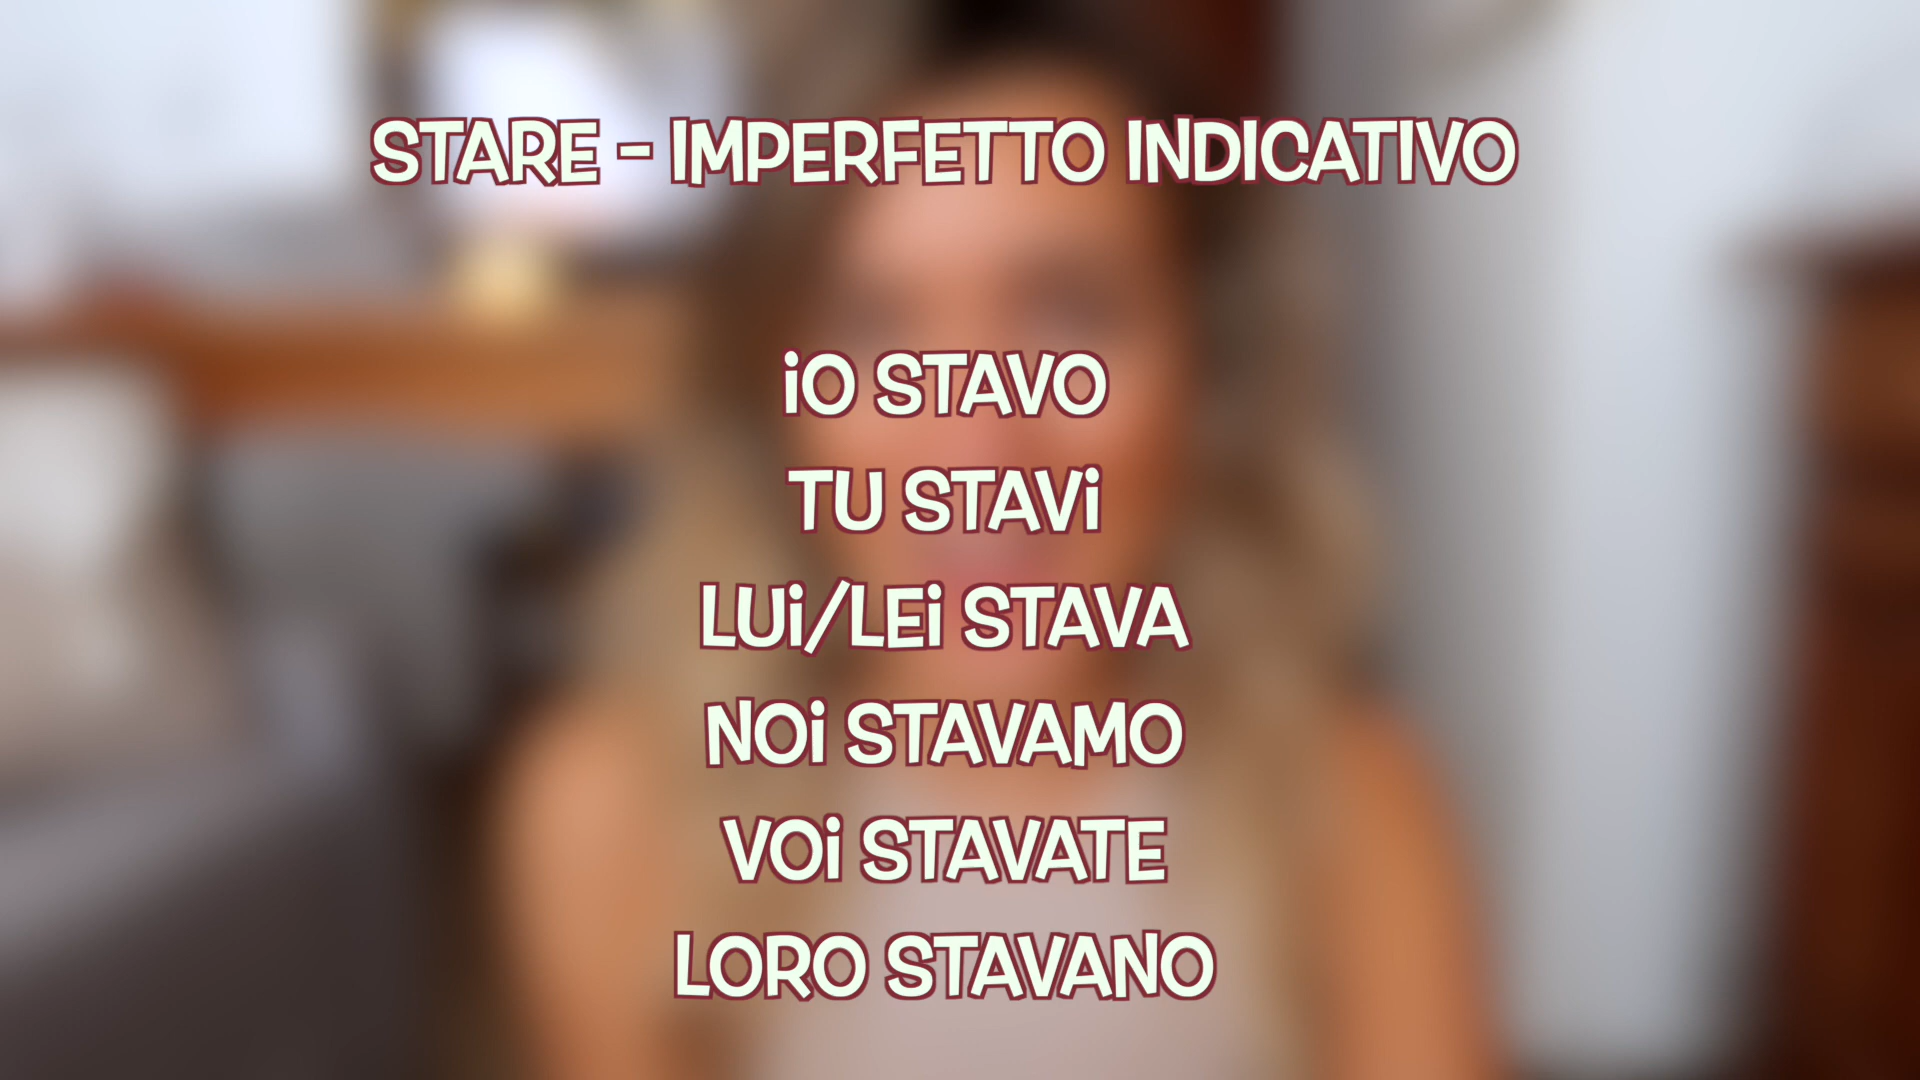 STARE - IMPERFETTO INDICATIVO
iO STAVO
TU STAVi
LUi/LEi STAVA
NOi STAVAMO
VOi STAVATE
LORO STAVANO